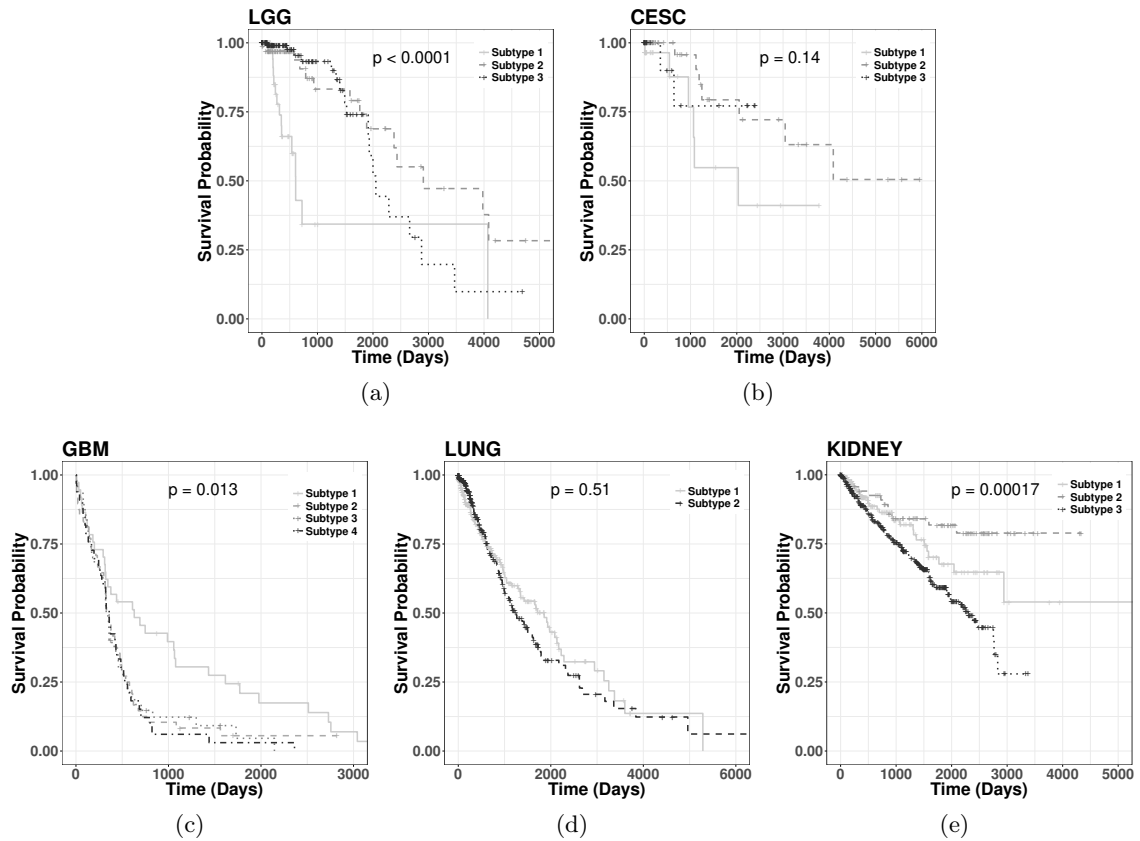 LGG
p < 0.0001
Subtype 1
Subtype 2
Subtype 3
1.00
0.75
0.50
0.25
0.00
Survival Probability
0 1000 2000 3000 4000 5000
Time (Days)
(a)
CESC
p = 0.14
Subtype 1
Subtype 2
Subtype 3
1.00
0.75
0.50
0.25
0.00
Survival Probability
0 1000 2000 3000 4000 5000 6000
Time (Days)
(b)
GBM
p = 0.013
Subtype 1
Subtype 2
Subtype 3
Subtype 4
1.00
0.75
0.50
0.25
0.00
Survival Probability
0 1000 2000 3000
Time (Days)
(c)
LUNG
p = 0.51
Subtype 1
Subtype 2
1.00
0.75
0.50
0.25
0.00
Survival Probability
0 2000 4000 6000
Time (Days)
(d)
KIDNEY
p = 0.00017
Subtype 1
Subtype 2
Subtype 3
1.00
0.75
0.50
0.25
0.00
Survival Probability
0 1000 2000 3000 4000 5000
Time (Days)
(e)